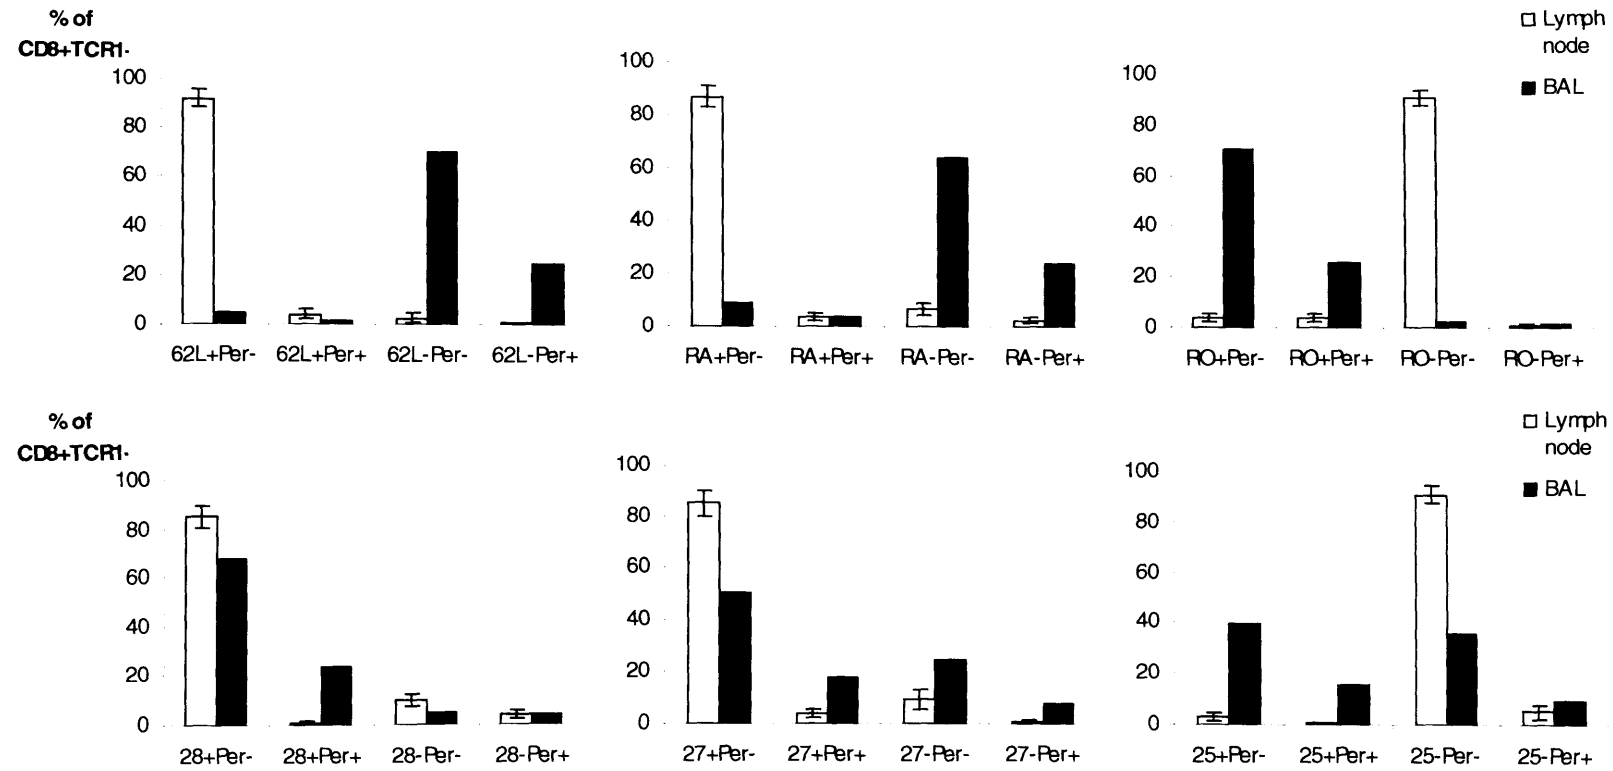 % of
CD8+TCR1-
100
80
60
40
20
0
62L+Per- 62L+Per+ 62L-Per- 62L-Per+
100
80
60
40
20
0
RA+Per- RA+Per+ RA-Per- RA-Per+
100
80
60
40
20
0
RO+Per- RO+Per+ RO-Per- RO-Per+
Lymph
node
BAL
% of
CD8+TCR1-
100
80
60
40
20
0
28+Per- 28+Per+ 28-Per- 28-Per+
100
80
60
40
20
0
27+Per- 27+Per+ 27-Per- 27-Per+
100
80
60
40
20
0
25+Per- 25+Per+ 25-Per- 25-Per+
Lymph
node
BAL